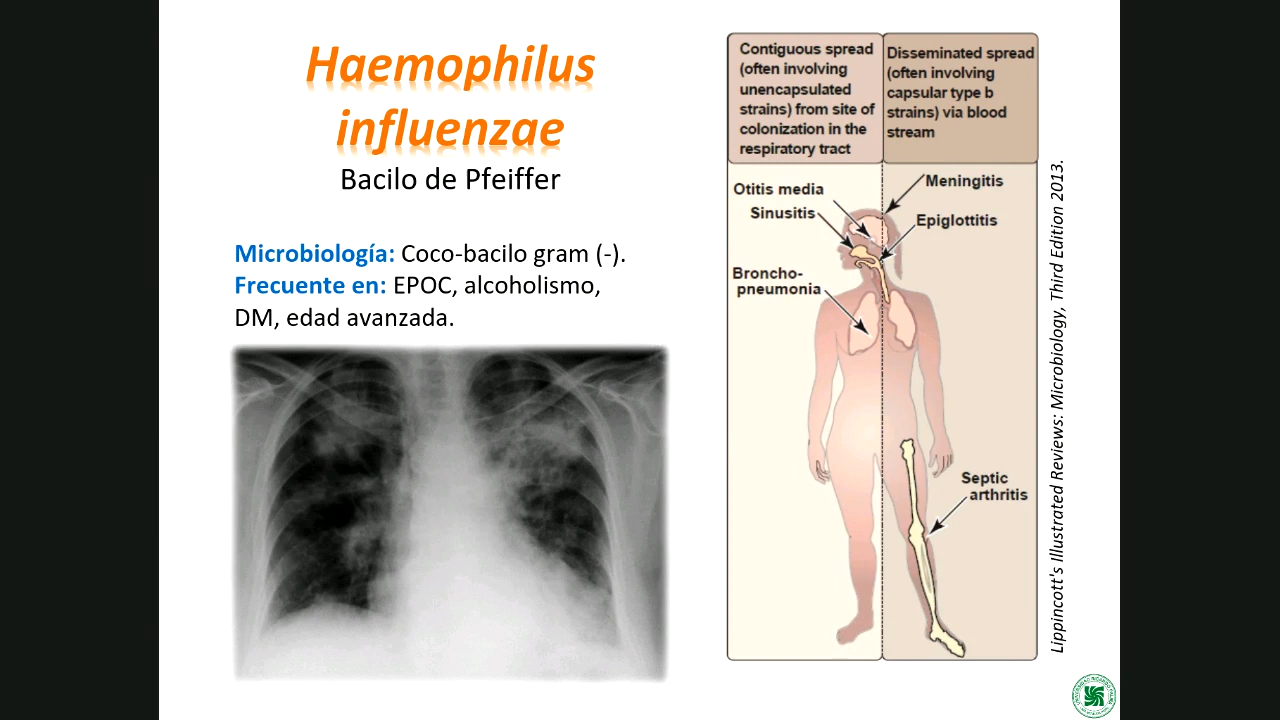 Haemophilus
influenzae
Bacilo de Pfeiffer
Microbiología: Coco-bacilo gram (-).
Frecuente en: EPOC, alcoholismo,
DM, edad avanzada.
Contiguous spread
(often involving
unencapsulated
strains) from site of
colonization in the
respiratory tract
Disseminated spread
(often involving
capsular type b
strains) via blood
stream
Otitis media
Sinusitis
Broncho-
pneumonia
Meningitis
Epiglottitis
Septic
arthritis
Lippincott's Illustrated Reviews: Microbiology, Third Edition 2013.